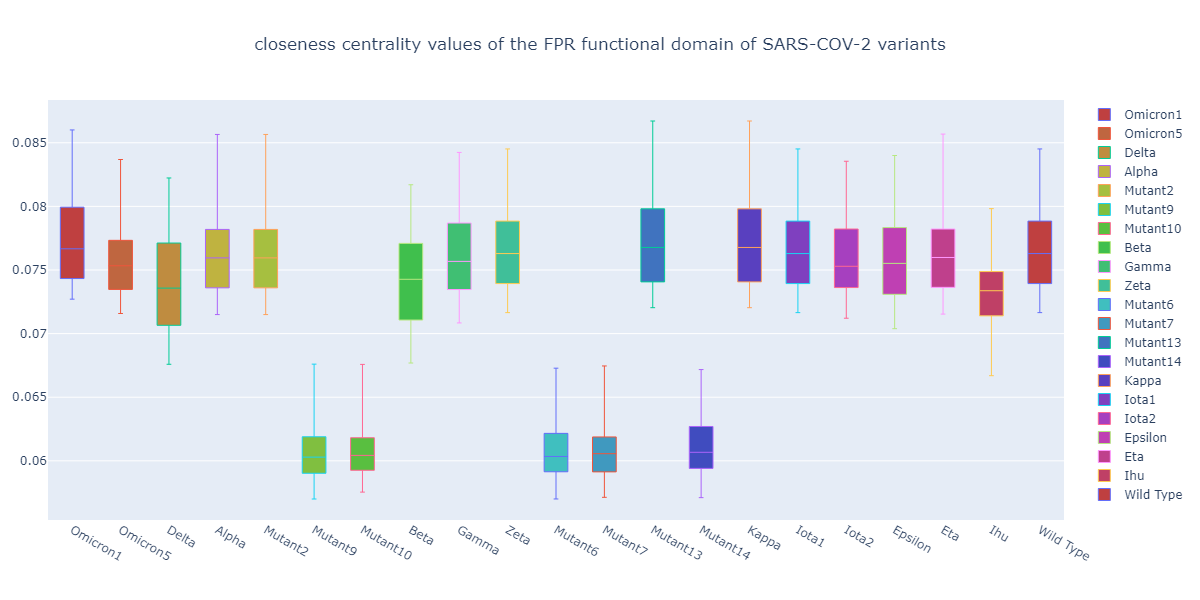 closeness centrality values of the FPR functional domain of SARS-COV-2 variants
0.085
0.08
0.075
0.07
0.065
0.06
Omicron1
Omicron5
Delta
Alpha
Mutant2
Mutant9
Mutant10
Beta
Gamma
Zeta
Mutant6
Mutant7
Mutant13
Mutant14
Kappa
Iota1
Iota2
Epsilon
Eta
Ihu
Wild Type
Omicron1
Omicron5
Delta
Alpha
Mutant2
Mutant9
Mutant10
Beta
Gamma
Zeta
Mutant6
Mutant7
Mutant13
Mutant14
Kappa
Iota1
Iota2
Epsilon
Eta
Ihu
Wild Type